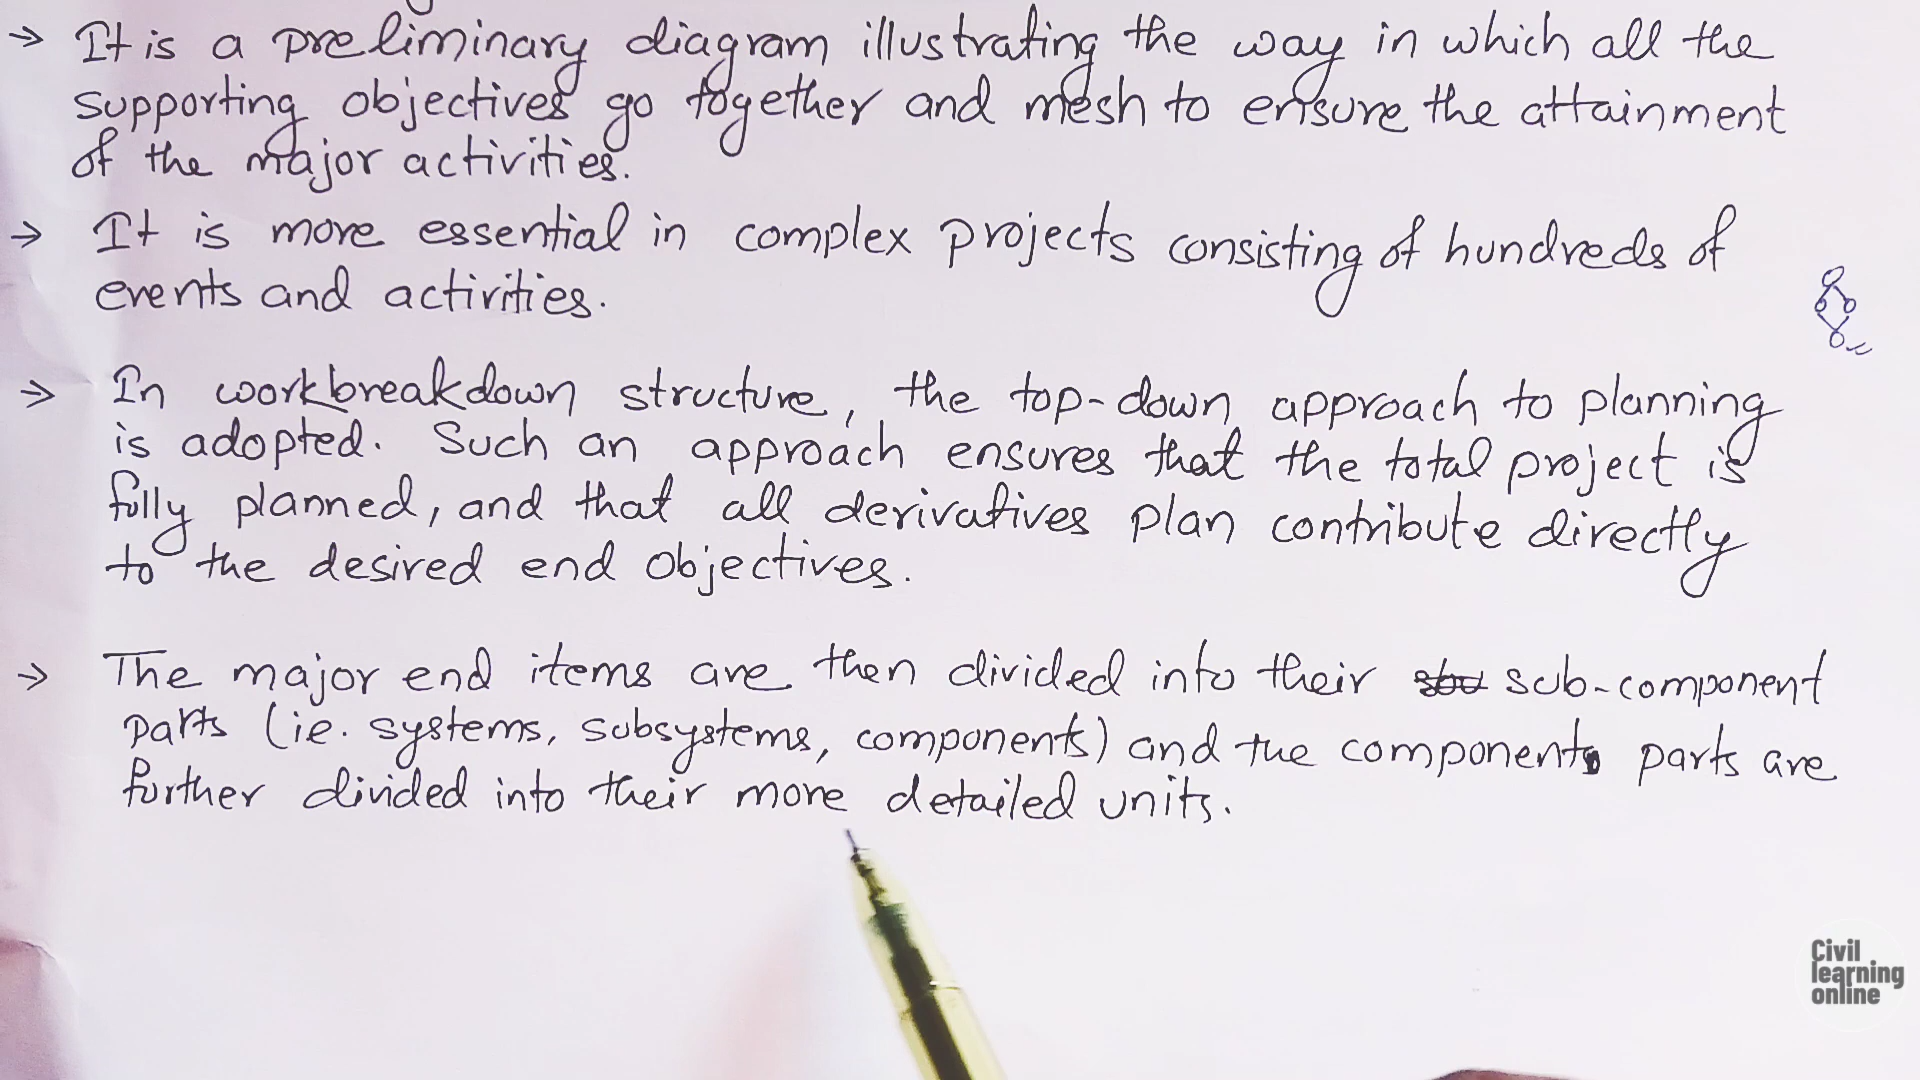 → It is a preliminary diagram illustrating the way in which all the
supporting objectives go together and mesh to ensure the attainment
of the major activities.
→ It is more essential in complex projects consisting of hundreds of
events and activities.
→ In workbreakdown structure, the top-down approach to planning
is adopted. Such an approach ensures that the total project is
fully planned, and that all derivatives plan contribute directly
to the desired end objectives.
→ The major end items are then divided into their sub-component
parts (ie. systems, subsystems, components) and the components parts are
further divided into their more detailed units.
Civil
learning
online